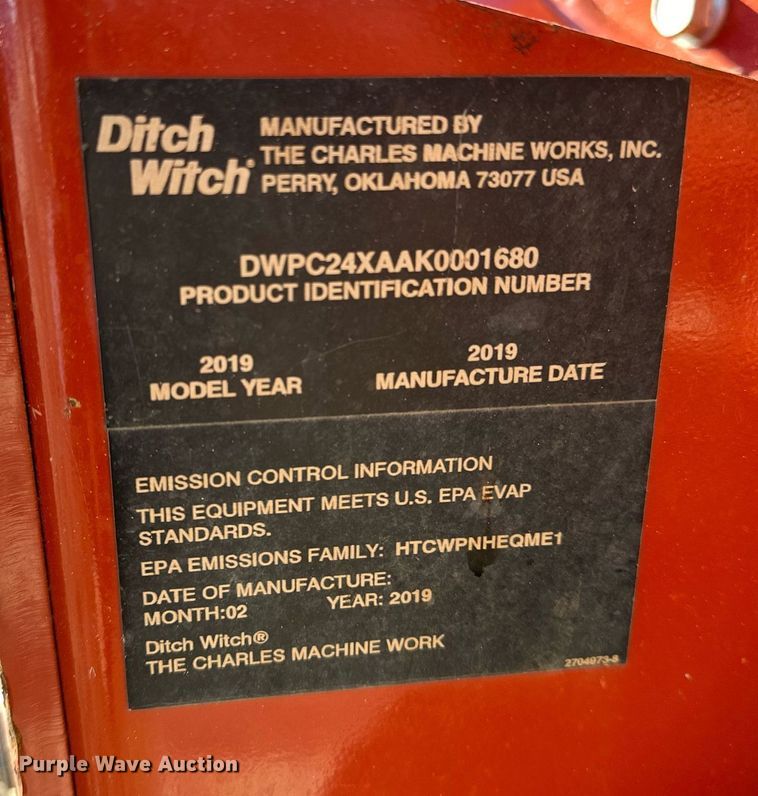 Ditch Witch®
MANUFACTURED BY
THE CHARLES MACHINE WORKS, INC.
PERRY, OKLAHOMA 73077 USA
DWPC24XAAK0001680
PRODUCT IDENTIFICATION NUMBER
2019
MODEL YEAR
2019
MANUFACTURE DATE
EMISSION CONTROL INFORMATION
THIS EQUIPMENT MEETS U.S. EPA EVAP
STANDARDS.
EPA EMISSIONS FAMILY: HTCWPNHEQME1
DATE OF MANUFACTURE:
MONTH:02 YEAR: 2019
Ditch Witch®
THE CHARLES MACHINE WORK
2704973-8
Purple Wave Auction